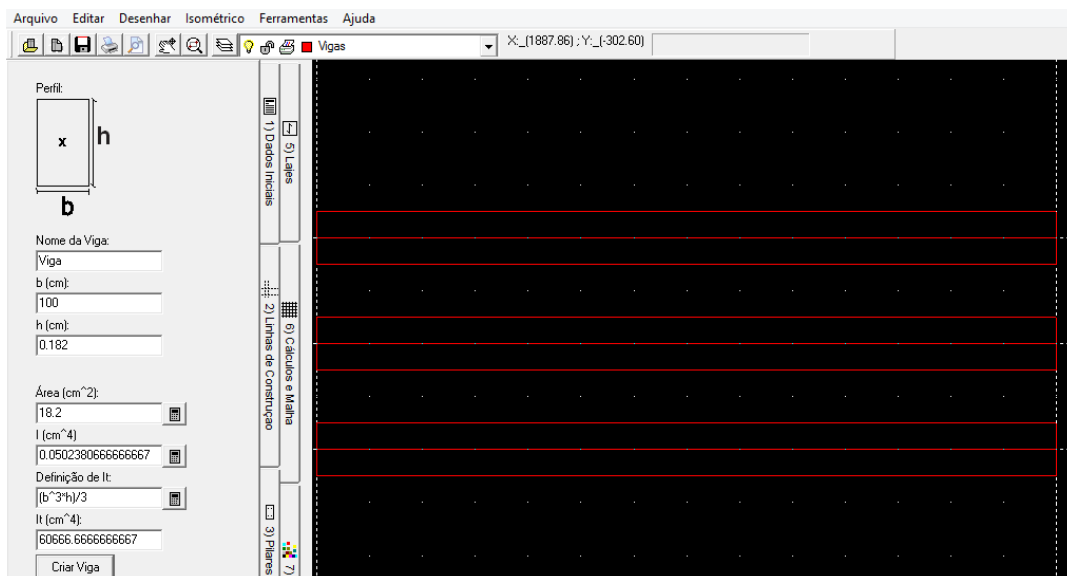 Arquivo Editar Desenhar Isométrico Ferramentas Ajuda
Vigas
X:_(1887.86) ; Y:_(-302.60)
Perfil:
x
h
b
Nome da Viga:
Viga
b (cm):
100
h (cm):
0.182
Área (cm^2):
18.2
I (cm^4)
0.0502380666666667
Definição de It:
(b^3*h)/3
It (cm^4):
60666.6666666667
Criar Viga
1) Dados Iniciais
2) Linhas de Construçao
3) Pilares
5) Lajes
6) Cálculos e Malha
7)